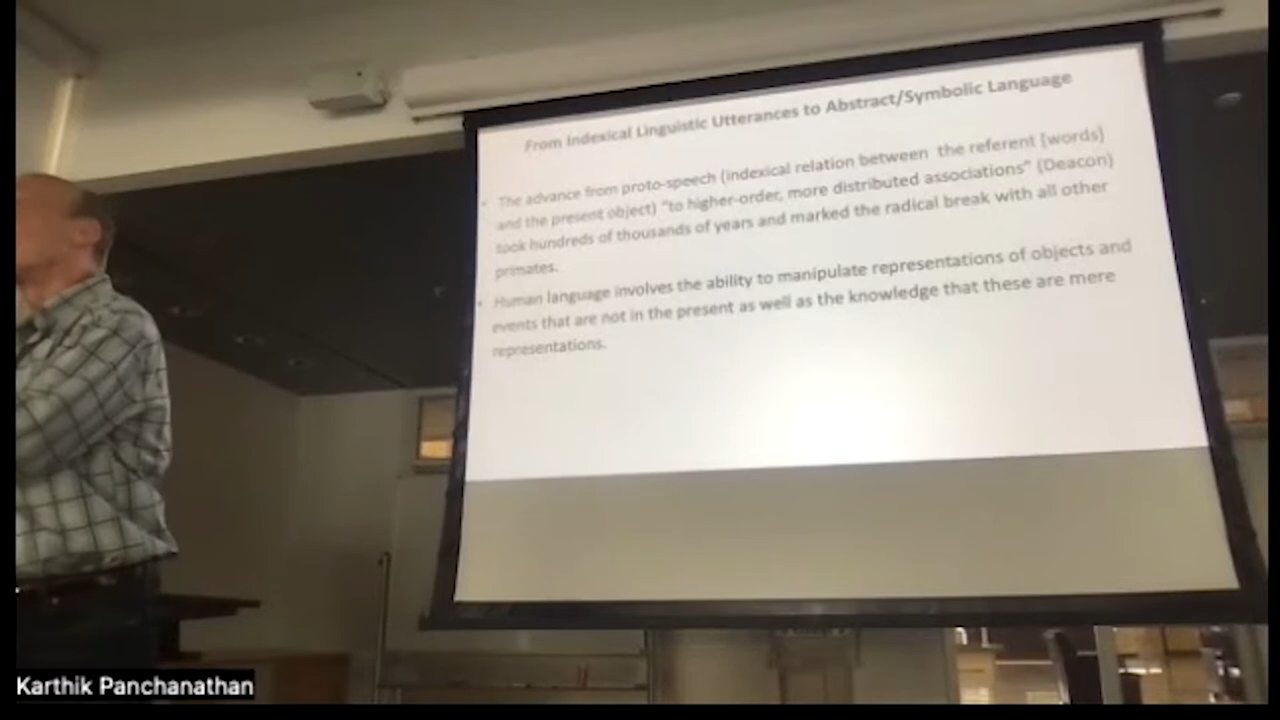 From Indexical Linguistic Utterances to Abstract/Symbolic Language
• The advance from proto-speech (indexical relation between the referent (words)
and the present object) "to higher-order, more distributed associations" (Deacon)
took hundreds of thousands of years and marked the radical break with all other
primates.
• Human language involves the ability to manipulate representations of objects and
events that are not in the present as well as the knowledge that these are mere
representations.
Karthik Panchanathan